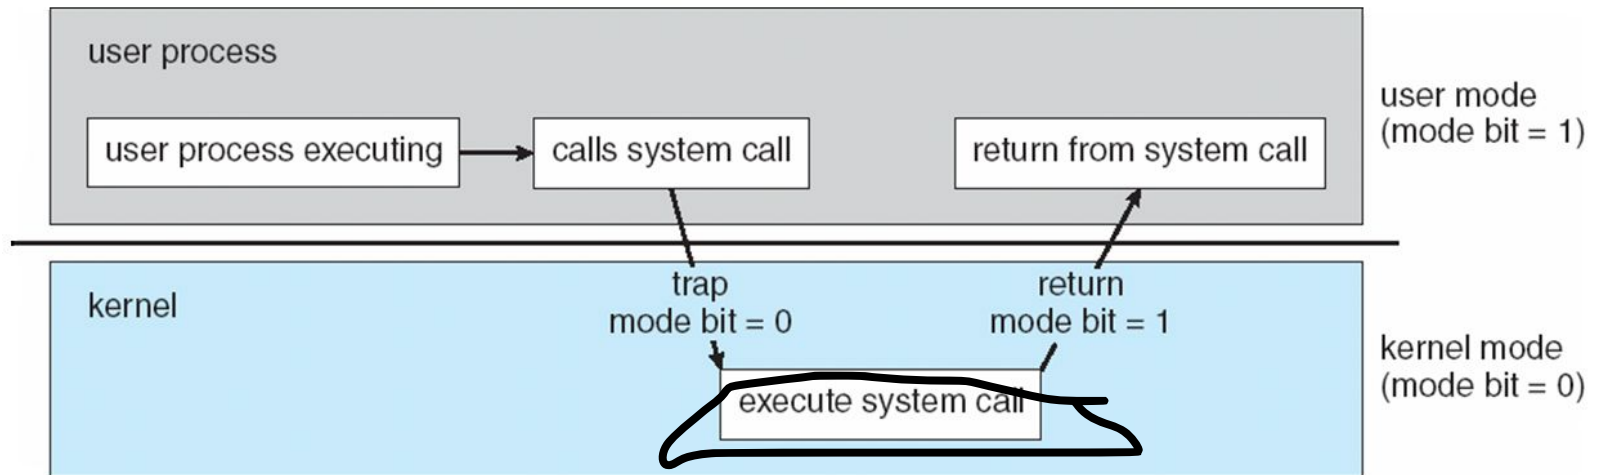 user process
user process executing
calls system call
return from system call
user mode
(mode bit = 1)
kernel
trap
mode bit = 0
return
mode bit = 1
execute system call
kernel mode
(mode bit = 0)